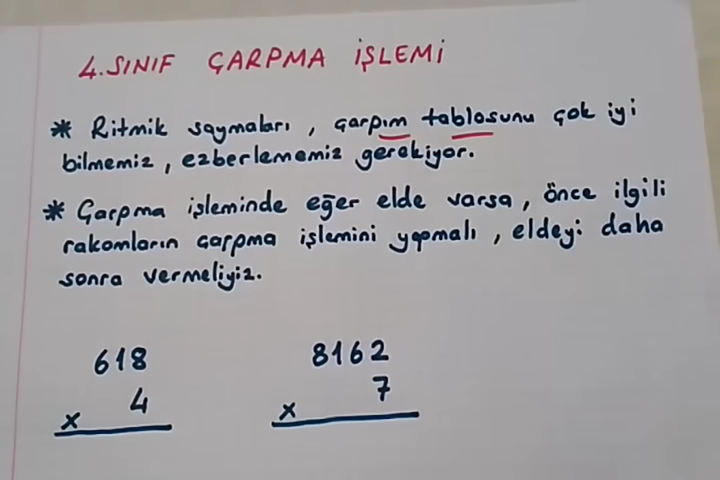 4. SINIF ÇARPMA İŞLEMİ
* Ritmik saymaları, çarpım tablosunu çok iyi
bilmemiz, ezberlememiz gerekiyor.
* Çarpma işleminde eğer elde varsa, önce ilgili
rakamların çarpma işlemini yapmalı, eldeyi daha
sonra vermeliyiz.
618 8162
x 4 x 7